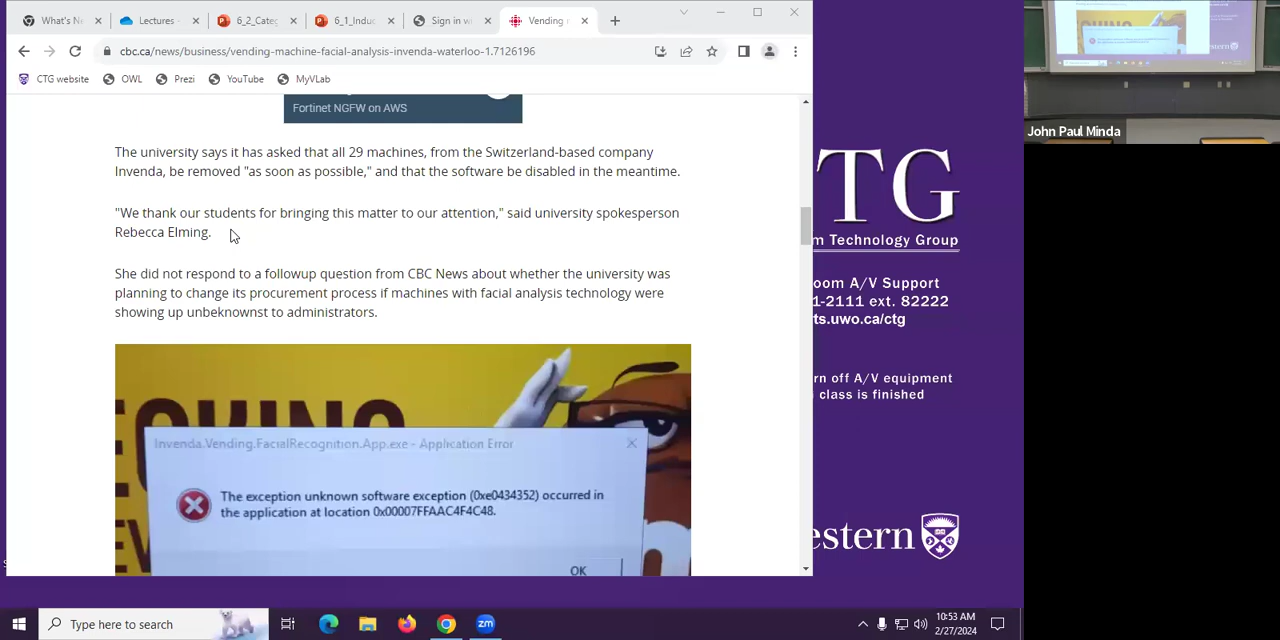 What's N
Lectures
6_2_Cate
6_1_Indu
Sign in w
Vending
cbc.ca/news/business/vending-machine-facial-analysis-invenda-waterloo-1.7126196
CTG website
OWL
Prezi
YouTube
MyVLab
Fortinet NGFW on AWS
The university says it has asked that all 29 machines, from the Switzerland-based company
Invenda, be removed "as soon as possible," and that the software be disabled in the meantime.
"We thank our students for bringing this matter to our attention," said university spokesperson
Rebecca Elming.
She did not respond to a followup question from CBC News about whether the university was
planning to change its procurement process if machines with facial analysis technology were
showing up unbeknownst to administrators.
Invenda.Vending.FacialRecognition.App.exe - Application Error
The exception unknown software exception (0xe0434352) occurred in
the application at location 0x00007FFAAC4F4C48.
OK
TG
m Technology Group
oom A/V Support
1-2111 ext. 82222
ts.uwo.ca/ctg
rn off A/V equipment
class is finished
estern
John Paul Minda
Type here to search
zm
10:53 AM
2/27/2024